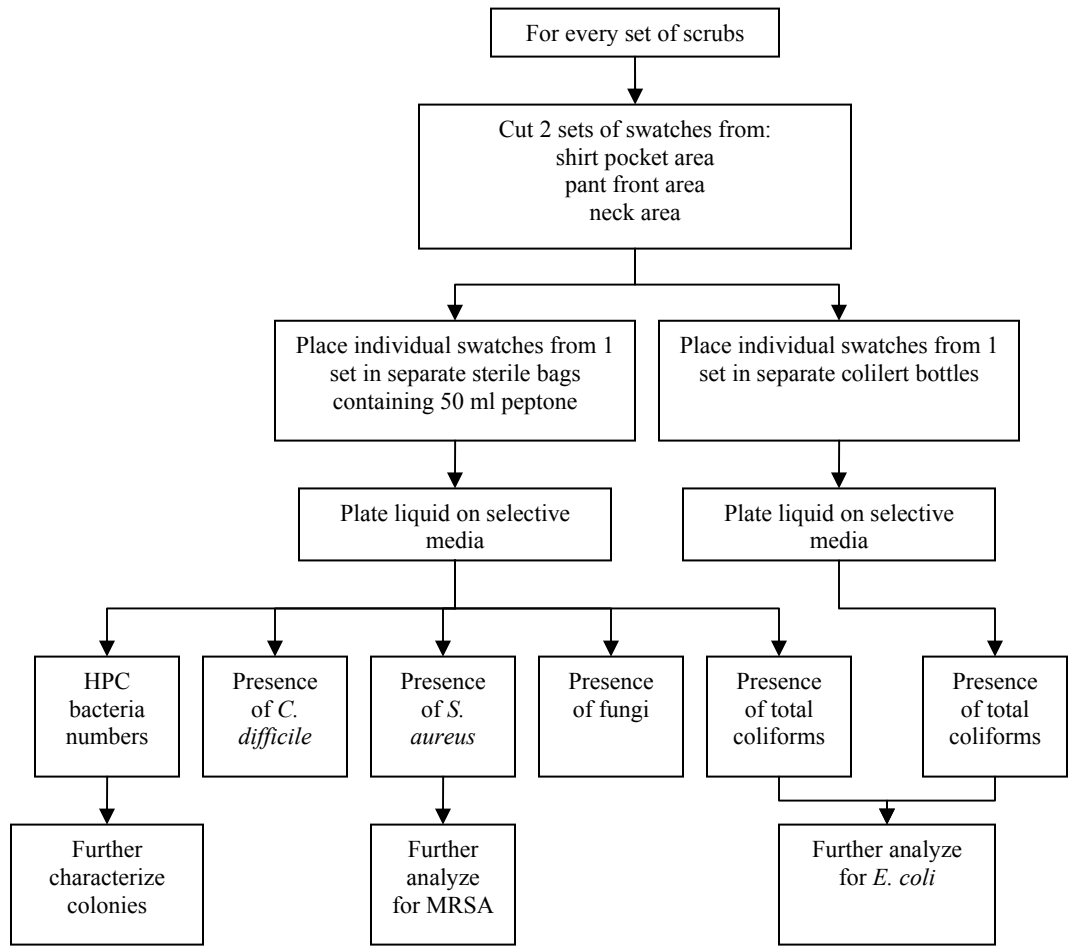 For every set of scrubs
Cut 2 sets of swatches from:
shirt pocket area
pant front area
neck area
Place individual swatches from 1
set in separate sterile bags
containing 50 ml peptone
Place individual swatches from 1
set in separate colilert bottles
Plate liquid on selective
media
Plate liquid on selective
media
HPC
bacteria
numbers
Presence
of C.
difficile
Presence
of S.
aureus
Presence
of fungi
Presence
of total
coliforms
Presence
of total
coliforms
Further
characterize
colonies
Further
analyze
for MRSA
Further analyze
for E. coli